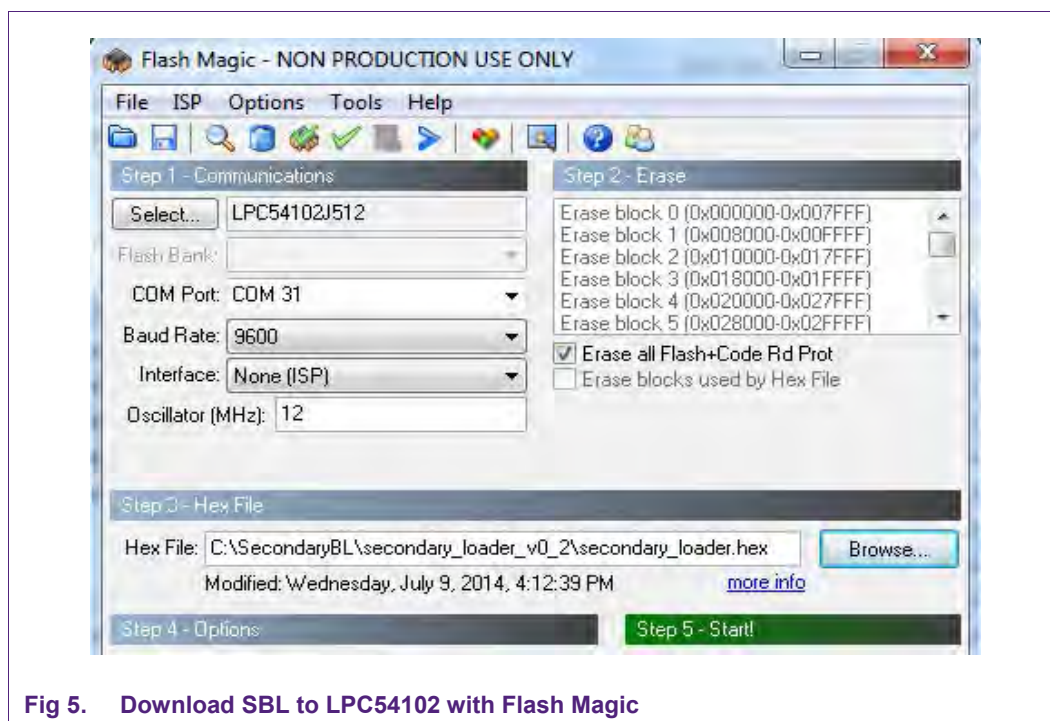 Flash Magic - NON PRODUCTION USE ONLY
File ISP Options Tools Help
Step 1 - Communications
Select... LPC54102J512
Flash Bank:
COM Port: COM 31
Baud Rate: 9600
Interface: None (ISP)
Oscillator (MHz): 12
Step 2 - Erase
Erase block 0 (0x000000-0x007FFF)
Erase block 1 (0x008000-0x00FFFF)
Erase block 2 (0x010000-0x017FFF)
Erase block 3 (0x018000-0x01FFFF)
Erase block 4 (0x020000-0x027FFF)
Erase block 5 (0x028000-0x02FFFF)
Erase all Flash+Code Rd Prot
Erase blocks used by Hex File
Step 3 - Hex File
Hex File: C:\SecondaryBL\secondary_loader_v0_2\secondary_loader.hex Browse...
Modified: Wednesday, July 9, 2014, 4:12:39 PM more info
Step 4 - Options
Step 5 - Start!
Fig 5. Download SBL to LPC54102 with Flash Magic